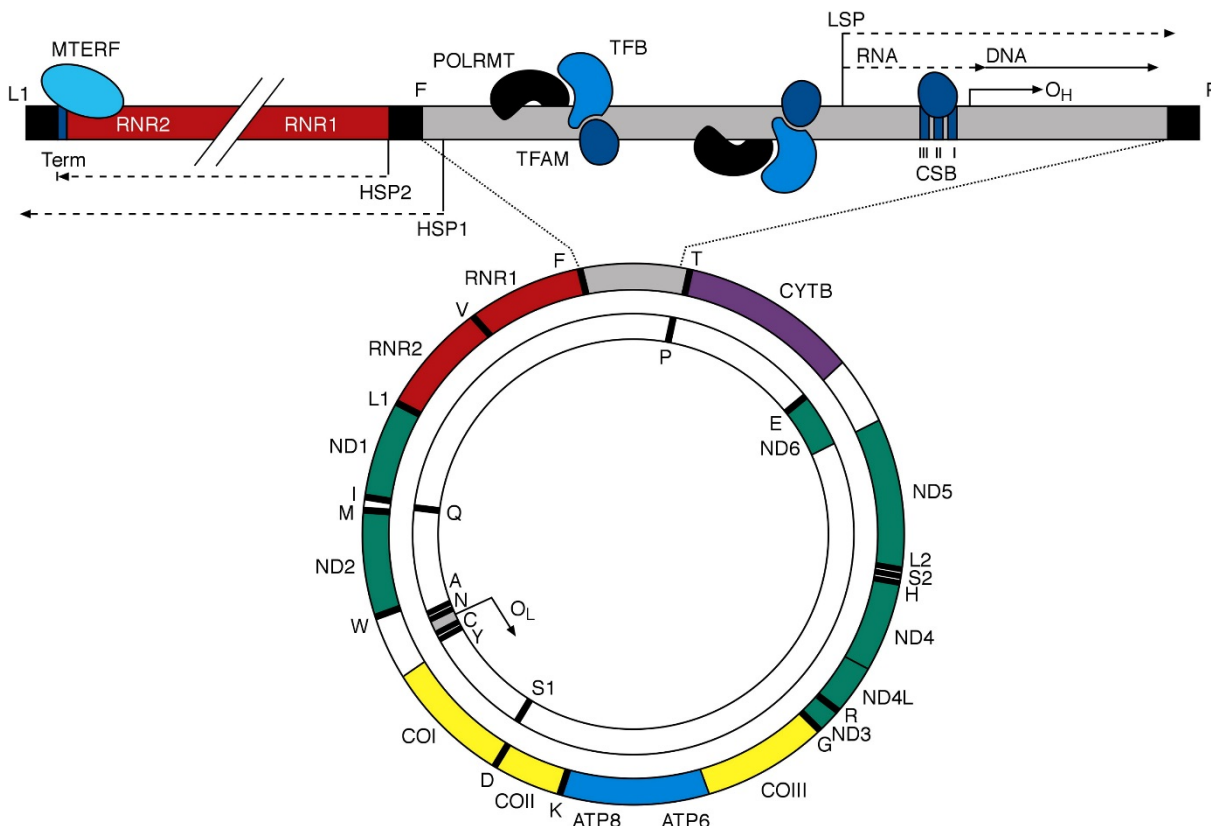 LSP
MTERF
TFB
POLRMT
RNA
DNA
L1
F
OH
RNR2
RNR1
Term
TFAM
III II I
CSB
HSP2
HSP1
F
T
RNR1
CYTB
V
RNR2
P
L1
E
ND6
ND1
ND5
I
M
Q
L2
S2
H
ND2
A
N
OL
C
Y
W
ND4
S1
ND4L
R
ND3
G
COI
D
COII
K
COIII
ATP8
ATP6